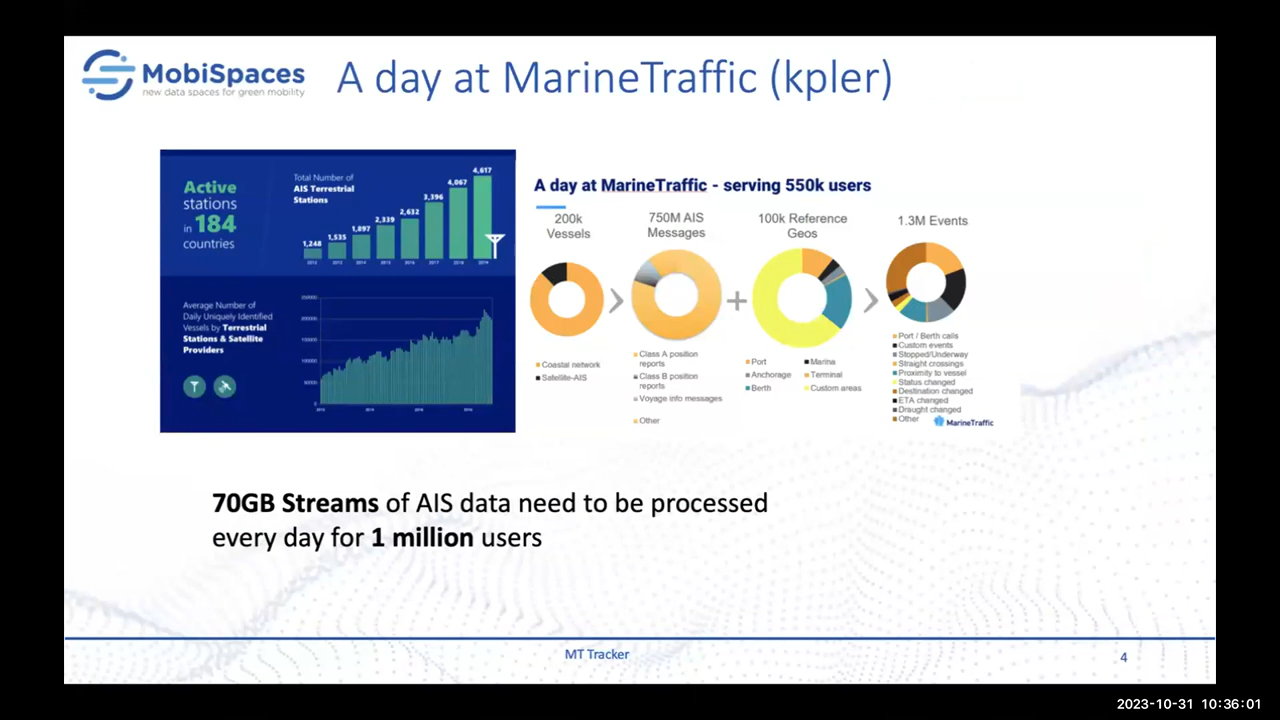 MobiSpaces
new data spaces for green mobility
A day at MarineTraffic (kpler)
Active
stations
in 184
countries
Total Number of
AIS Terrestrial
Stations
1,248
1,535
1,897
2,339
2,632
3,396
4,067
4,617
Average Number of
Daily Uniquely Identified
Vessels by Terrestrial
Stations & Satellite
Providers
A day at MarineTraffic - serving 550k users
200k
Vessels
Coastal network
Satellite-AIS
750M AIS
Messages
Class A position
reports
Class B position
reports
Voyage info messages
Other
100k Reference
Geos
Port
Marina
Anchorage
Terminal
Berth
Custom areas
1.3M Events
Port / Berth calls
Custom events
Stopped/Underway
Straight crossings
Proximity to vessel
Status changed
Destination changed
ETA changed
Draught changed
Other
MarineTraffic
70GB Streams of AIS data need to be processed
every day for 1 million users
MT Tracker
4
2023-10-31 10:36:01